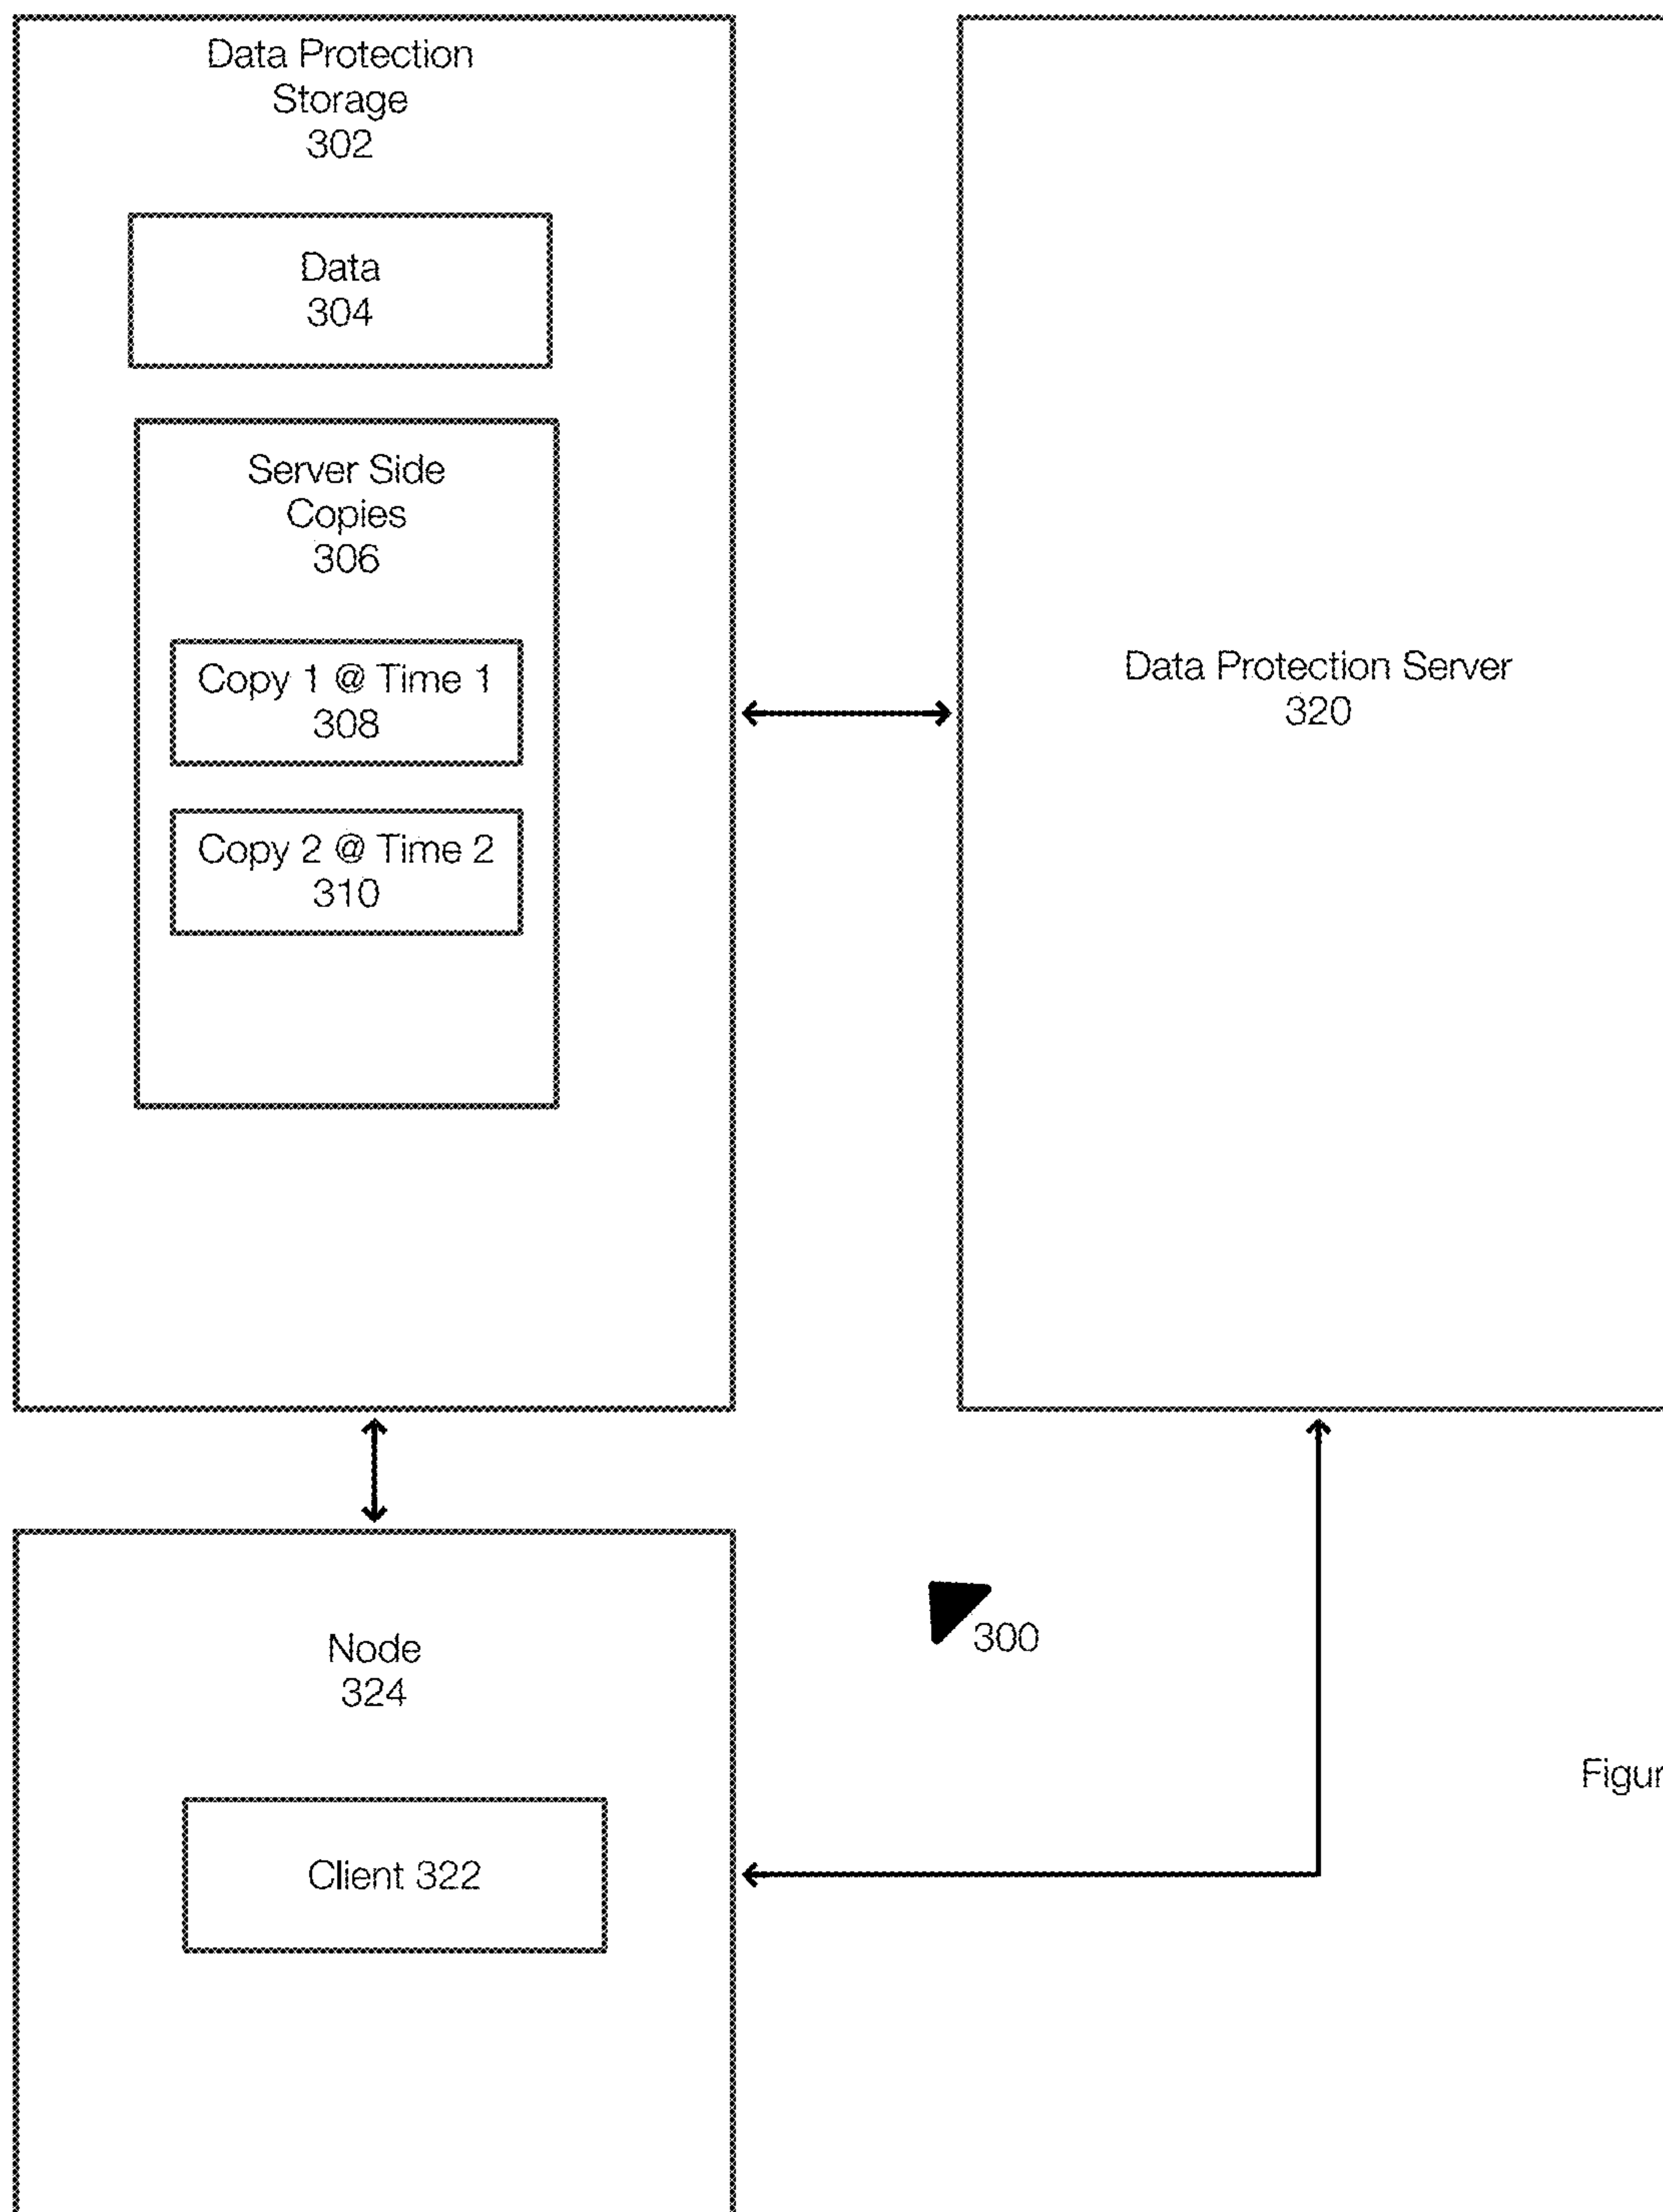 Data Protection
Storage
302
Data
304
Server Side
Copies
306
Copy 1 @ Time 1
308
Copy 2 @ Time 2
310
Data Protection Server
320
Node
324
Client 322
300
Figur